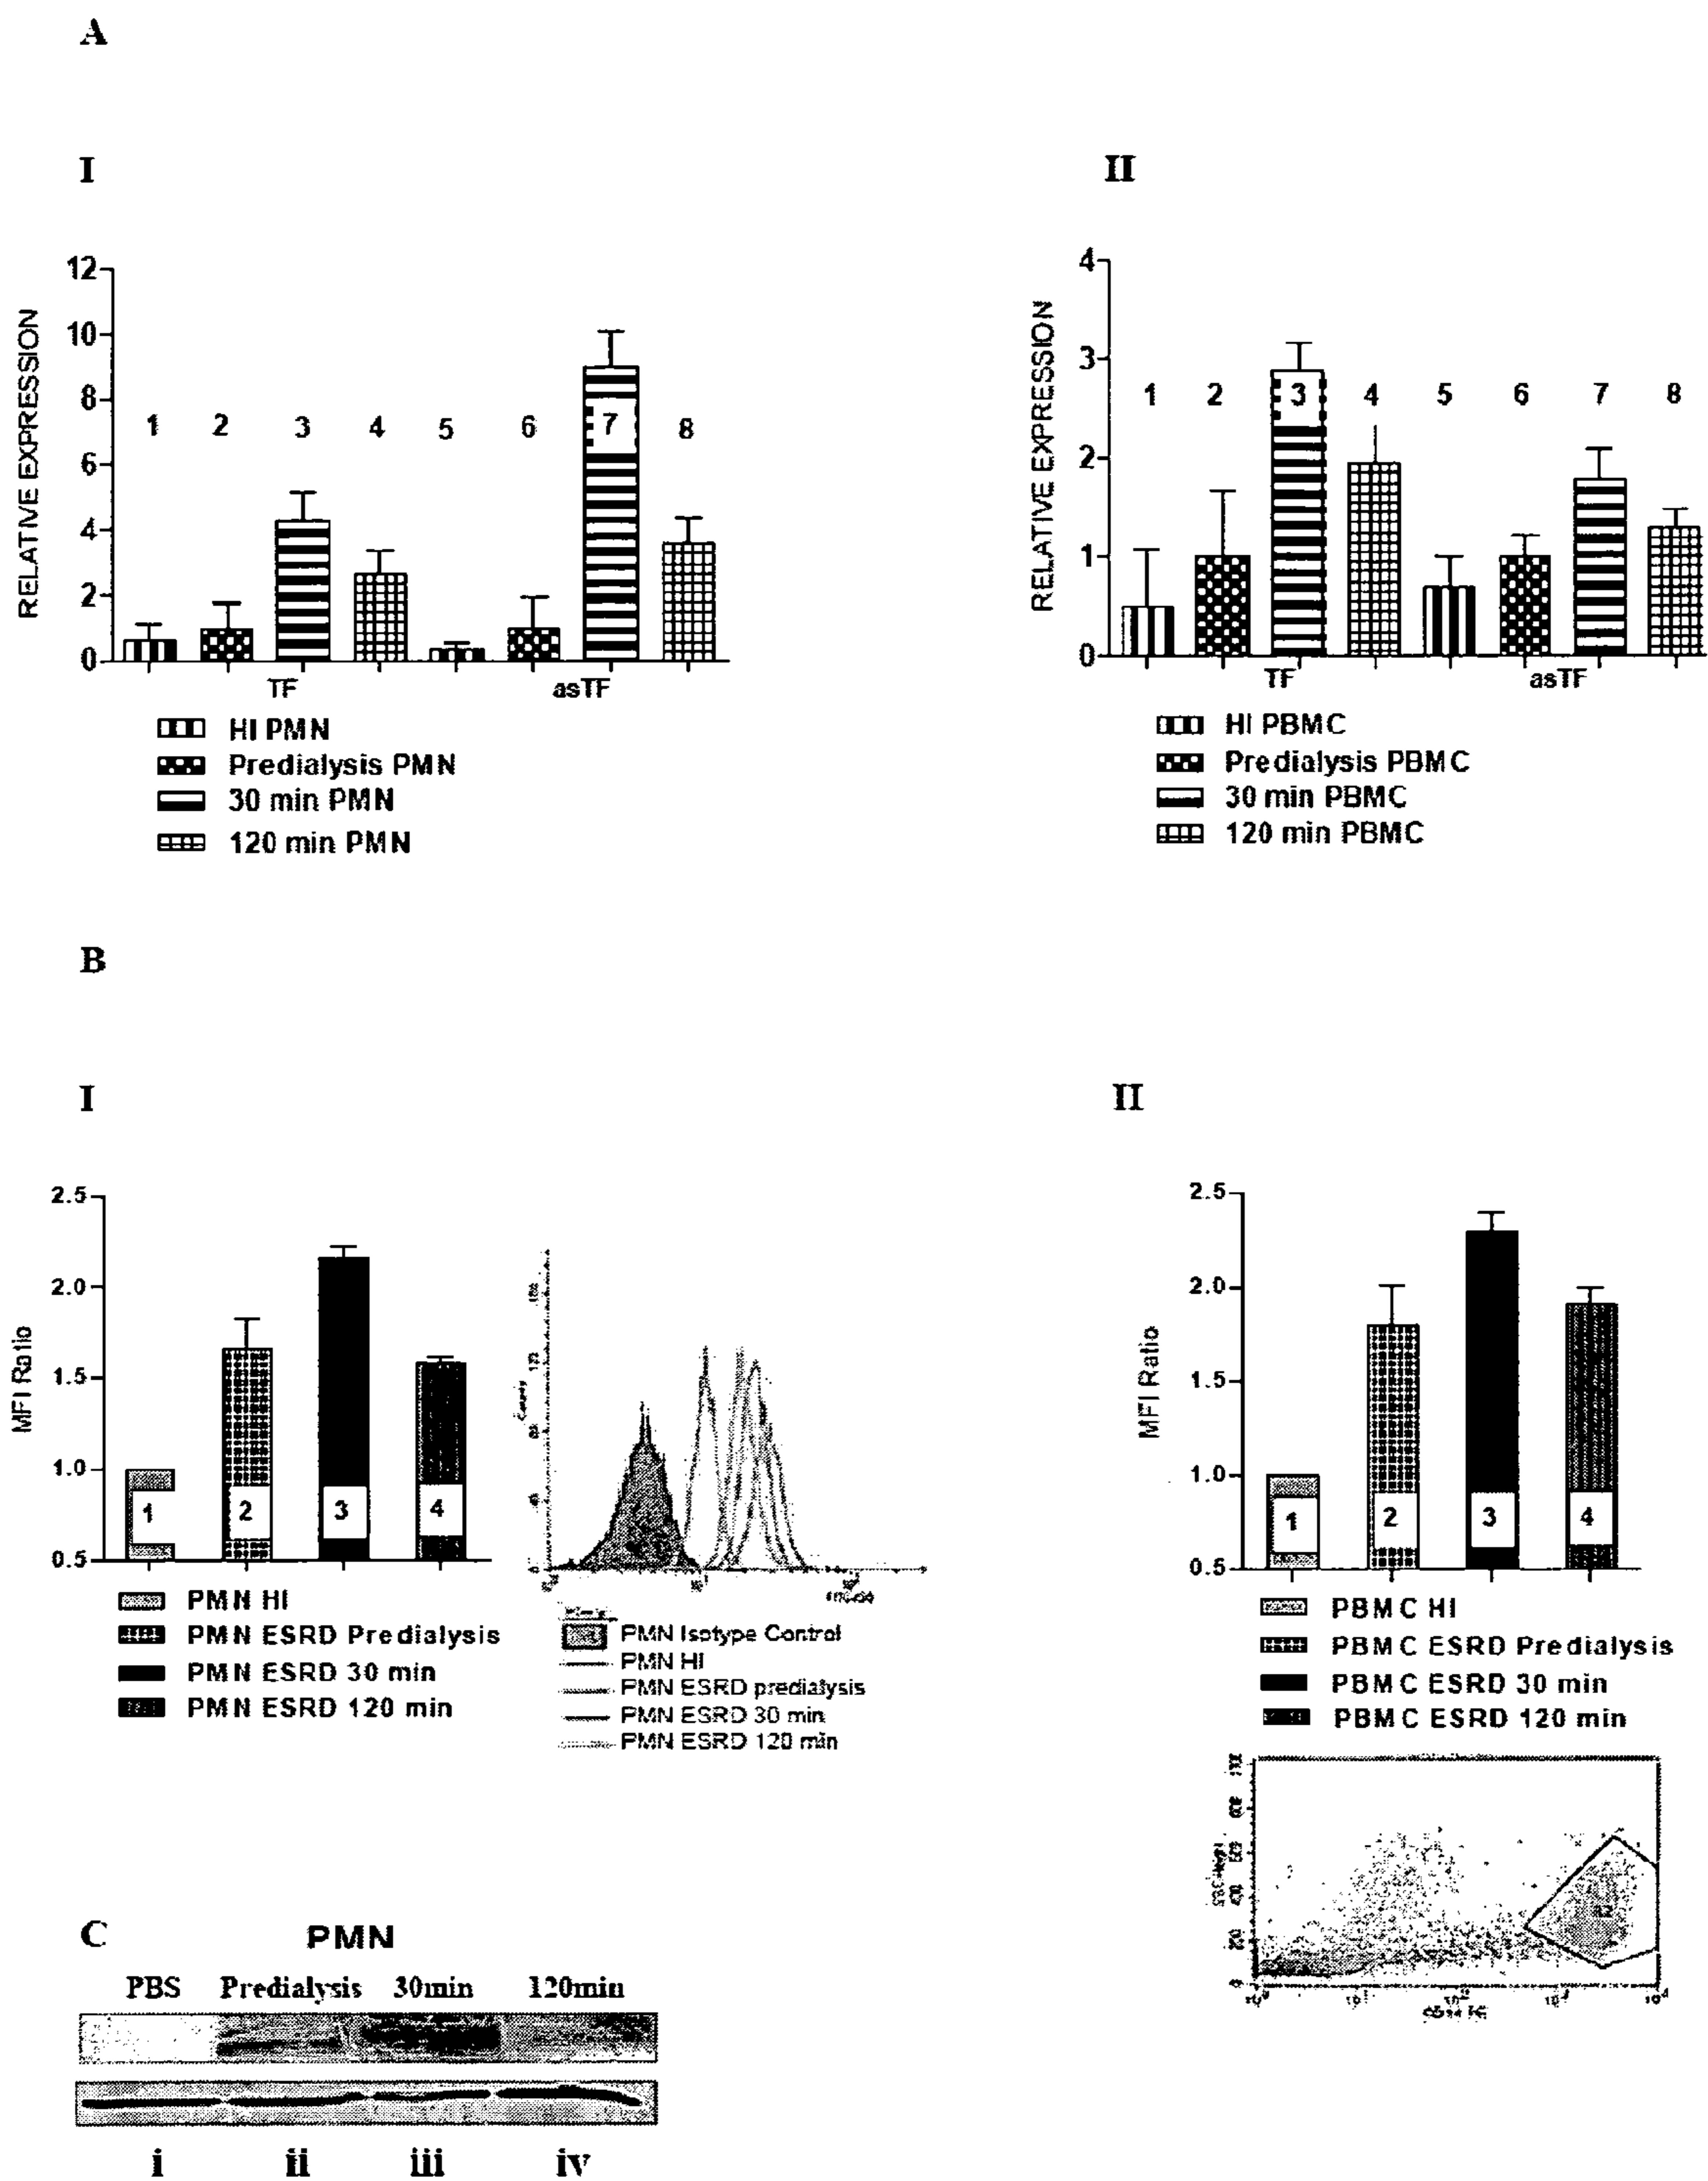 A
I
II
12
10
8
6
4
2
0
RELATIVE EXPRESSION
1 2 3 4 5 6 7 8
TF asTF
HI PMN
Predialysis PMN
30 min PMN
120 min PMN
4
3
2
1
0
RELATIVE EXPRESSION
1 2 3 4 5 6 7 8
TF asTF
HI PBMC
Predialysis PBMC
30 min PBMC
120 min PBMC
B
I
II
2.5
2.0
1.5
1.0
0.5
MFI Ratio
1 2 3 4
PMN HI
PMN ESRD Predialysis
PMN ESRD 30 min
PMN ESRD 120 min
PMN Isotype Control
PMN HI
PMN ESRD predialysis
PMN ESRD 30 min
PMN ESRD 120 min
2.5
2.0
1.5
1.0
0.5
MFI Ratio
1 2 3 4
PBMC HI
PBMC ESRD Predialysis
PBMC ESRD 30 min
PBMC ESRD 120 min
C
PMN
PBS Predialysis 30min 120min
i ii iii iv